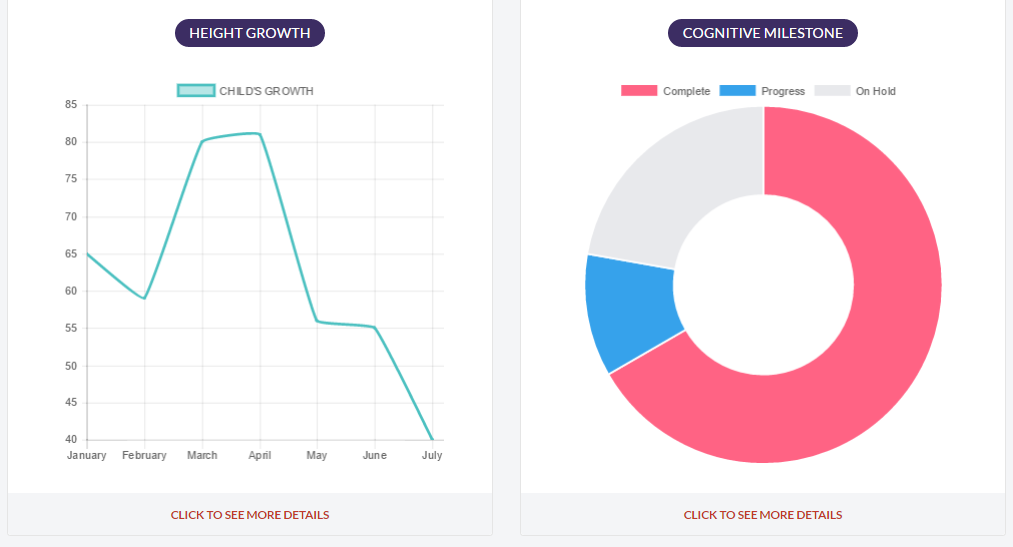 HEIGHT GROWTH
CHILD'S GROWTH
85
80
75
70
65
60
55
50
45
40
January February March April May June July
CLICK TO SEE MORE DETAILS
COGNITIVE MILESTONE
Complete Progress On Hold
CLICK TO SEE MORE DETAILS